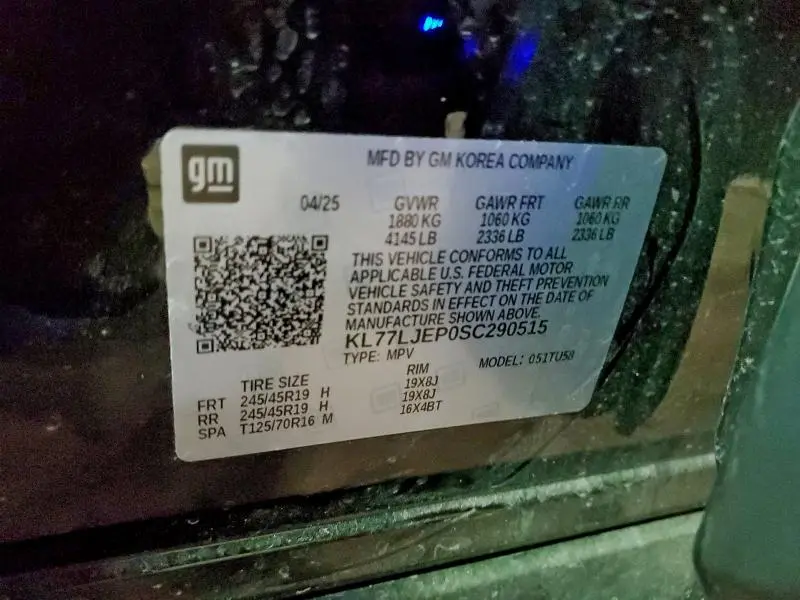 gm
MFD BY GM KOREA COMPANY
04/25 GVWR GAWR FRT GAWR RR
1880 KG 1060 KG 1060 KG
4145 LB 2336 LB 2336 LB
THIS VEHICLE CONFORMS TO ALL
APPLICABLE U.S. FEDERAL MOTOR
VEHICLE SAFETY AND THEFT PREVENTION
STANDARDS IN EFFECT ON THE DATE OF
MANUFACTURE SHOWN ABOVE.
KL77LJEP0SC290515
TYPE: MPV MODEL: 051TU58
TIRE SIZE RIM
FRT 245/45R19 H 19X8J
RR 245/45R19 H 19X8J
SPA T125/70R16 M 16X4BT